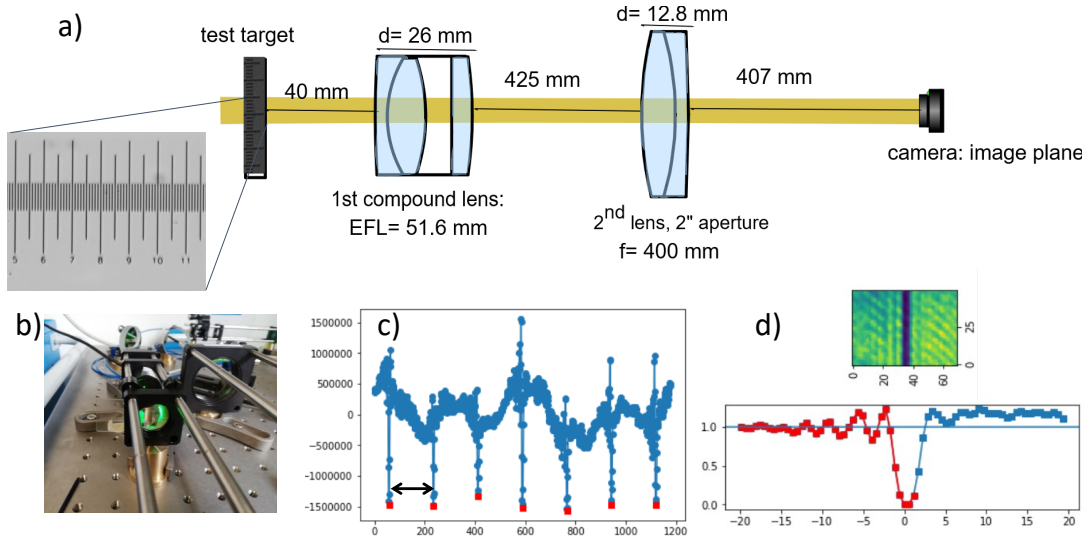 a)
test target
d= 26 mm
d= 12.8 mm
40 mm
425 mm
407 mm
camera: image plane
1st compound lens:
EFL= 51.6 mm
2nd lens, 2" aperture
f= 400 mm
5 6 7 8 9 10 11
b)
c)
1500000
1000000
500000
0
−500000
−1000000
−1500000
0 200 400 600 800 1000 1200
d)
25
0
0 20 40 60
1.0
0.5
0.0
−20 −15 −10 −5 0 5 10 15 20